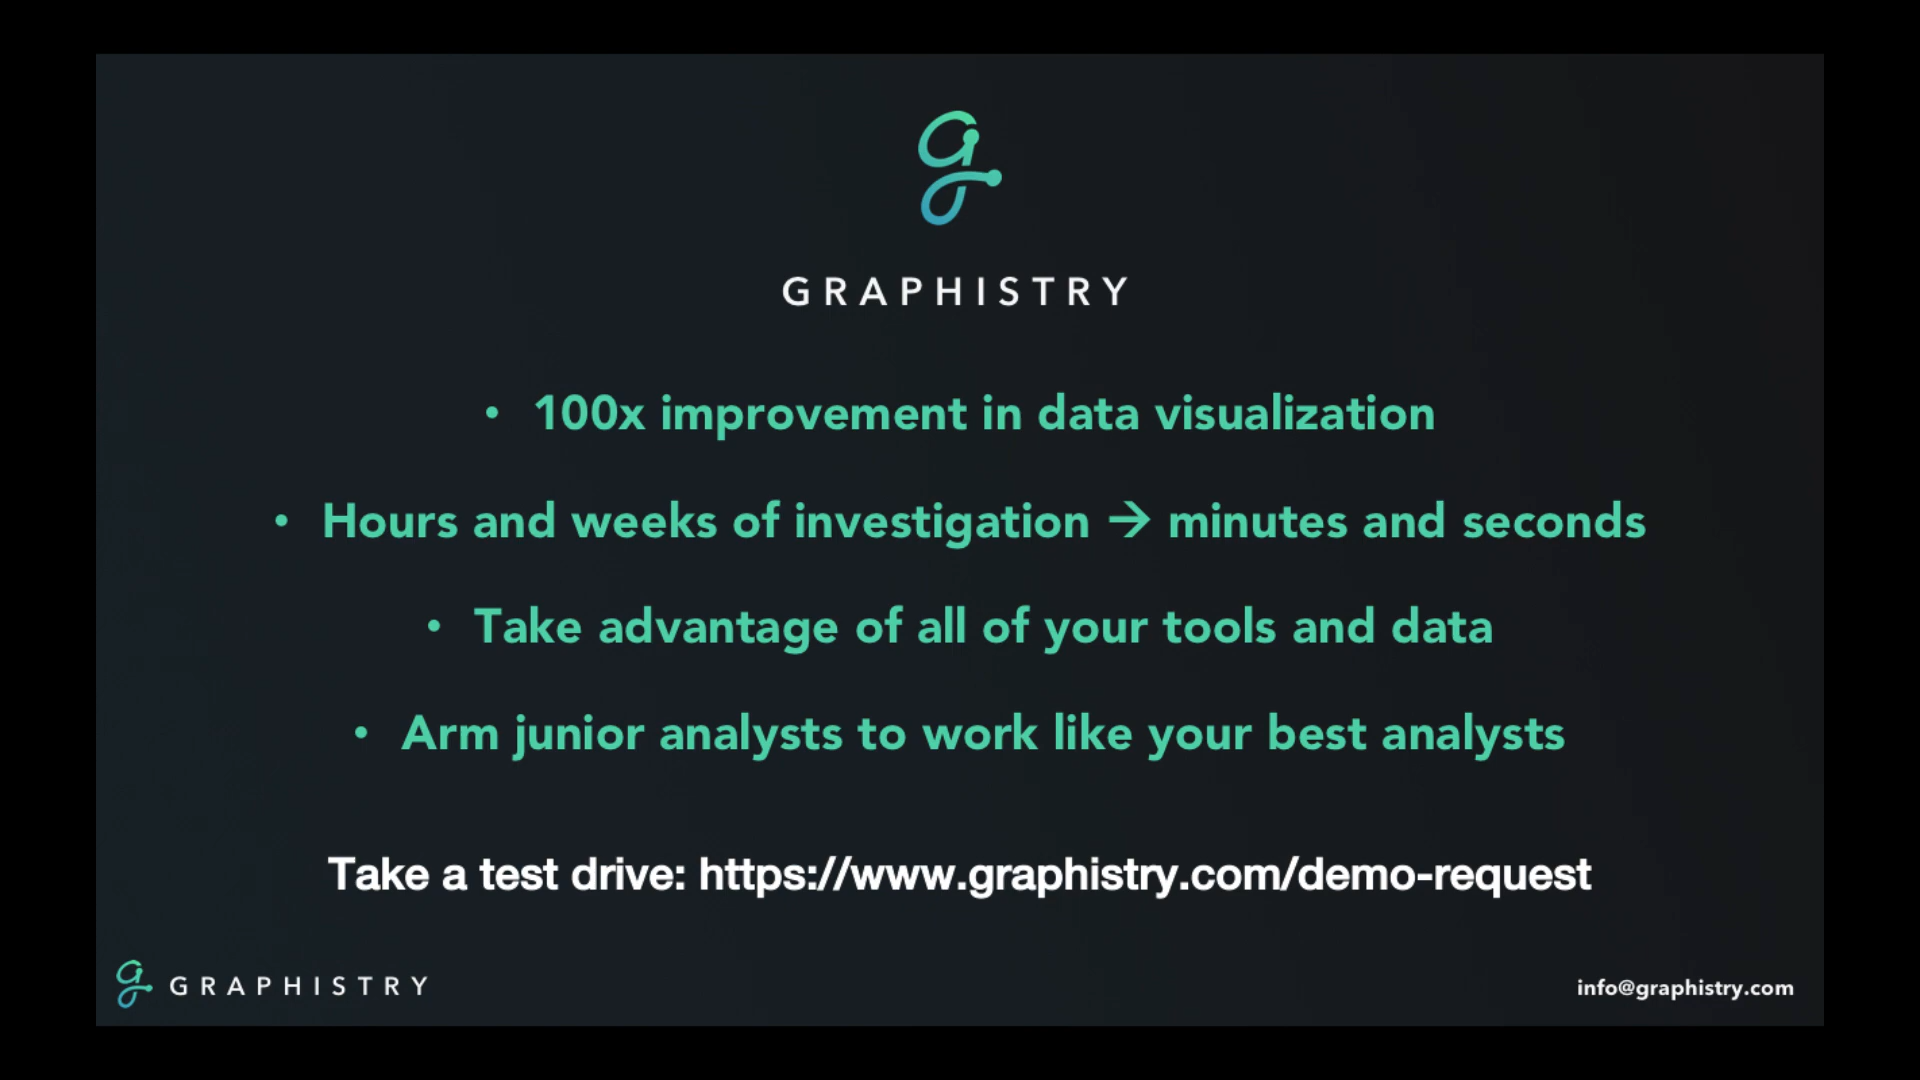 GRAPHISTRY
• 100x improvement in data visualization
• Hours and weeks of investigation → minutes and seconds
• Take advantage of all of your tools and data
• Arm junior analysts to work like your best analysts
Take a test drive: https://www.graphistry.com/demo-request
GRAPHISTRY
info@graphistry.com